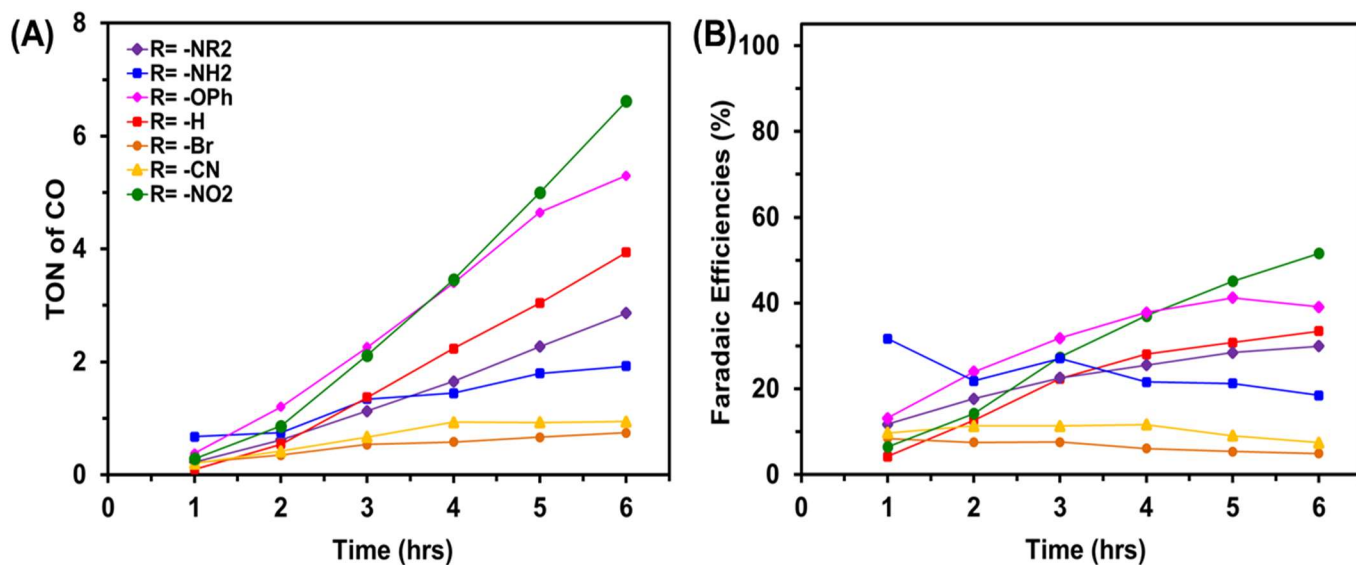 (A)
TON of CO
8
6
4
2
0
R= -NR2
R= -NH2
R= -OPh
R= -H
R= -Br
R= -CN
R= -NO2
0 1 2 3 4 5 6
Time (hrs)
(B)
Faradaic Efficiencies (%)
100
80
60
40
20
0
0 1 2 3 4 5 6
Time (hrs)